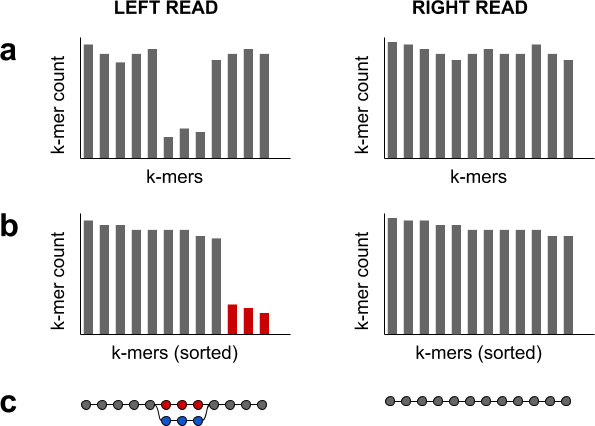 LEFT READ
RIGHT READ
a
k-mer count
k-mers
k-mer count
k-mers
b
k-mer count
k-mers (sorted)
k-mer count
k-mers (sorted)
c